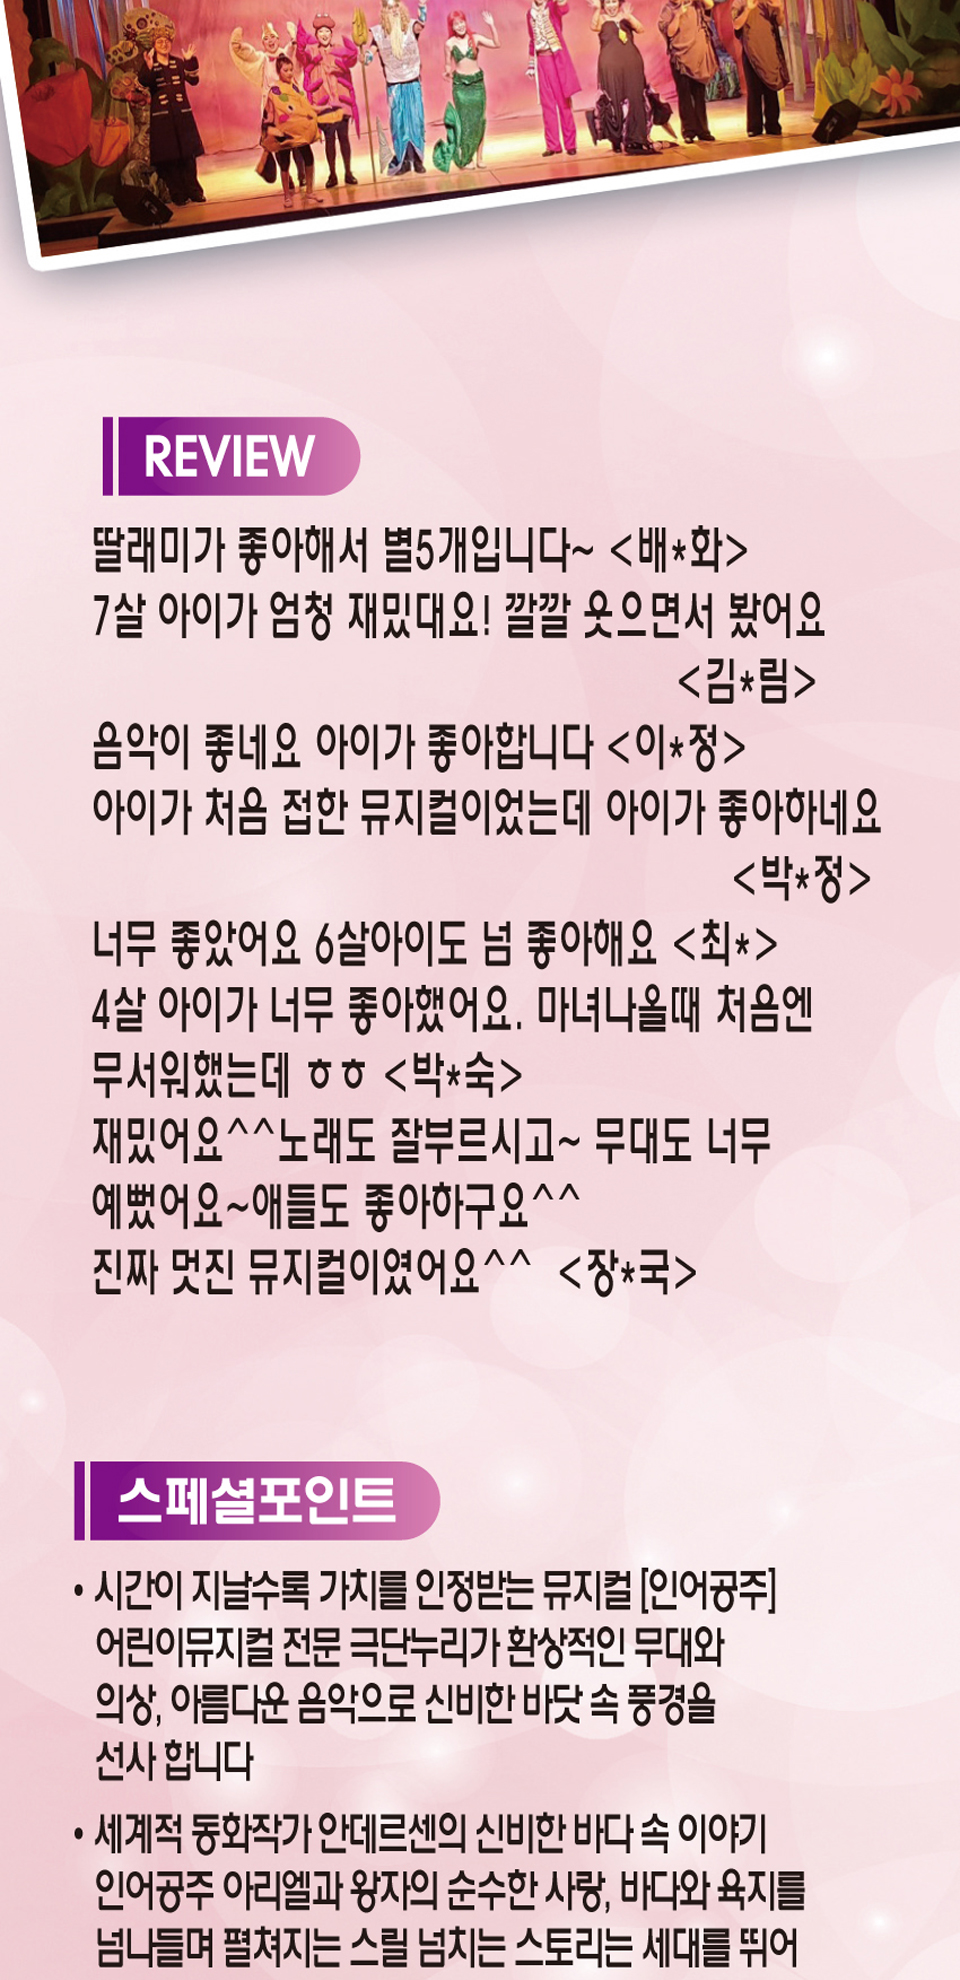 REVIEW
딸래미가 좋아해서 별5개입니다~ <배*화>
7살 아이가 엄청 재밌대요! 깔깔 웃으면서 봤어요
<김*림>
음악이 좋네요 아이가 좋아합니다 <이*정>
아이가 처음 접한 뮤지컬이었는데 아이가 좋아하네요
<박*정>
너무 좋았어요 6살아이도 넘 좋아해요 <최*>
4살 아이가 너무 좋아했어요. 마녀나올때 처음엔
무서워했는데 ㅎㅎ <박*숙>
재밌어요^^노래도 잘부르시고~ 무대도 너무
예뻤어요~애들도 좋아하구요^^
진짜 멋진 뮤지컬이였어요^^ <장*국>
스페셜포인트
• 시간이 지날수록 가치를 인정받는 뮤지컬 [인어공주]
어린이뮤지컬 전문 극단누리가 환상적인 무대와
의상, 아름다운 음악으로 신비한 바닷 속 풍경을
선사 합니다
• 세계적 동화작가 안데르센의 신비한 바다 속 이야기
인어공주 아리엘과 왕자의 순수한 사랑, 바다와 육지를
넘나들며 펼쳐지는 스릴 넘치는 스토리는 세대를 뛰어